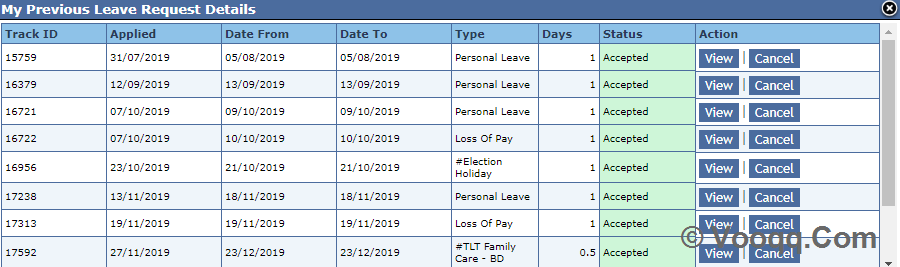 My Previous Leave Request Details
Track ID Applied Date From Date To Type Days Status Action
15759 31/07/2019 05/08/2019 05/08/2019 Personal Leave 1 Accepted View | Cancel
16379 12/09/2019 13/09/2019 13/09/2019 Personal Leave 1 Accepted View | Cancel
16721 07/10/2019 09/10/2019 09/10/2019 Personal Leave 1 Accepted View | Cancel
16722 07/10/2019 10/10/2019 10/10/2019 Loss Of Pay 1 Accepted View | Cancel
16956 23/10/2019 21/10/2019 21/10/2019 #Election Holiday 1 Accepted View | Cancel
17238 13/11/2019 18/11/2019 18/11/2019 Personal Leave 1 Accepted View | Cancel
17313 19/11/2019 19/11/2019 19/11/2019 Loss Of Pay 1 Accepted View | Cancel
17592 27/11/2019 23/12/2019 23/12/2019 #TLT Family Care - BD 0.5 Accepted View | Cancel
© Vooqq.Com